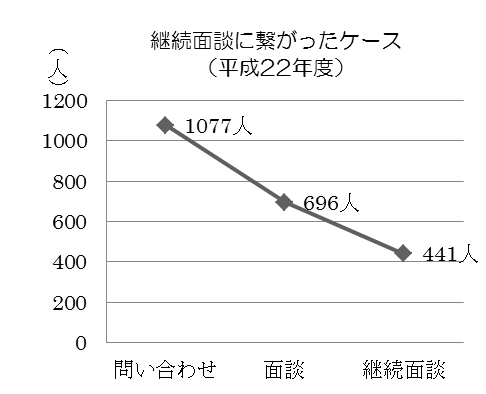 継続面談に繋がったケース
（平成22年度）
（人）
1200
1000
800
600
400
200
0
1077人
696人
441人
問い合わせ
面談
継続面談